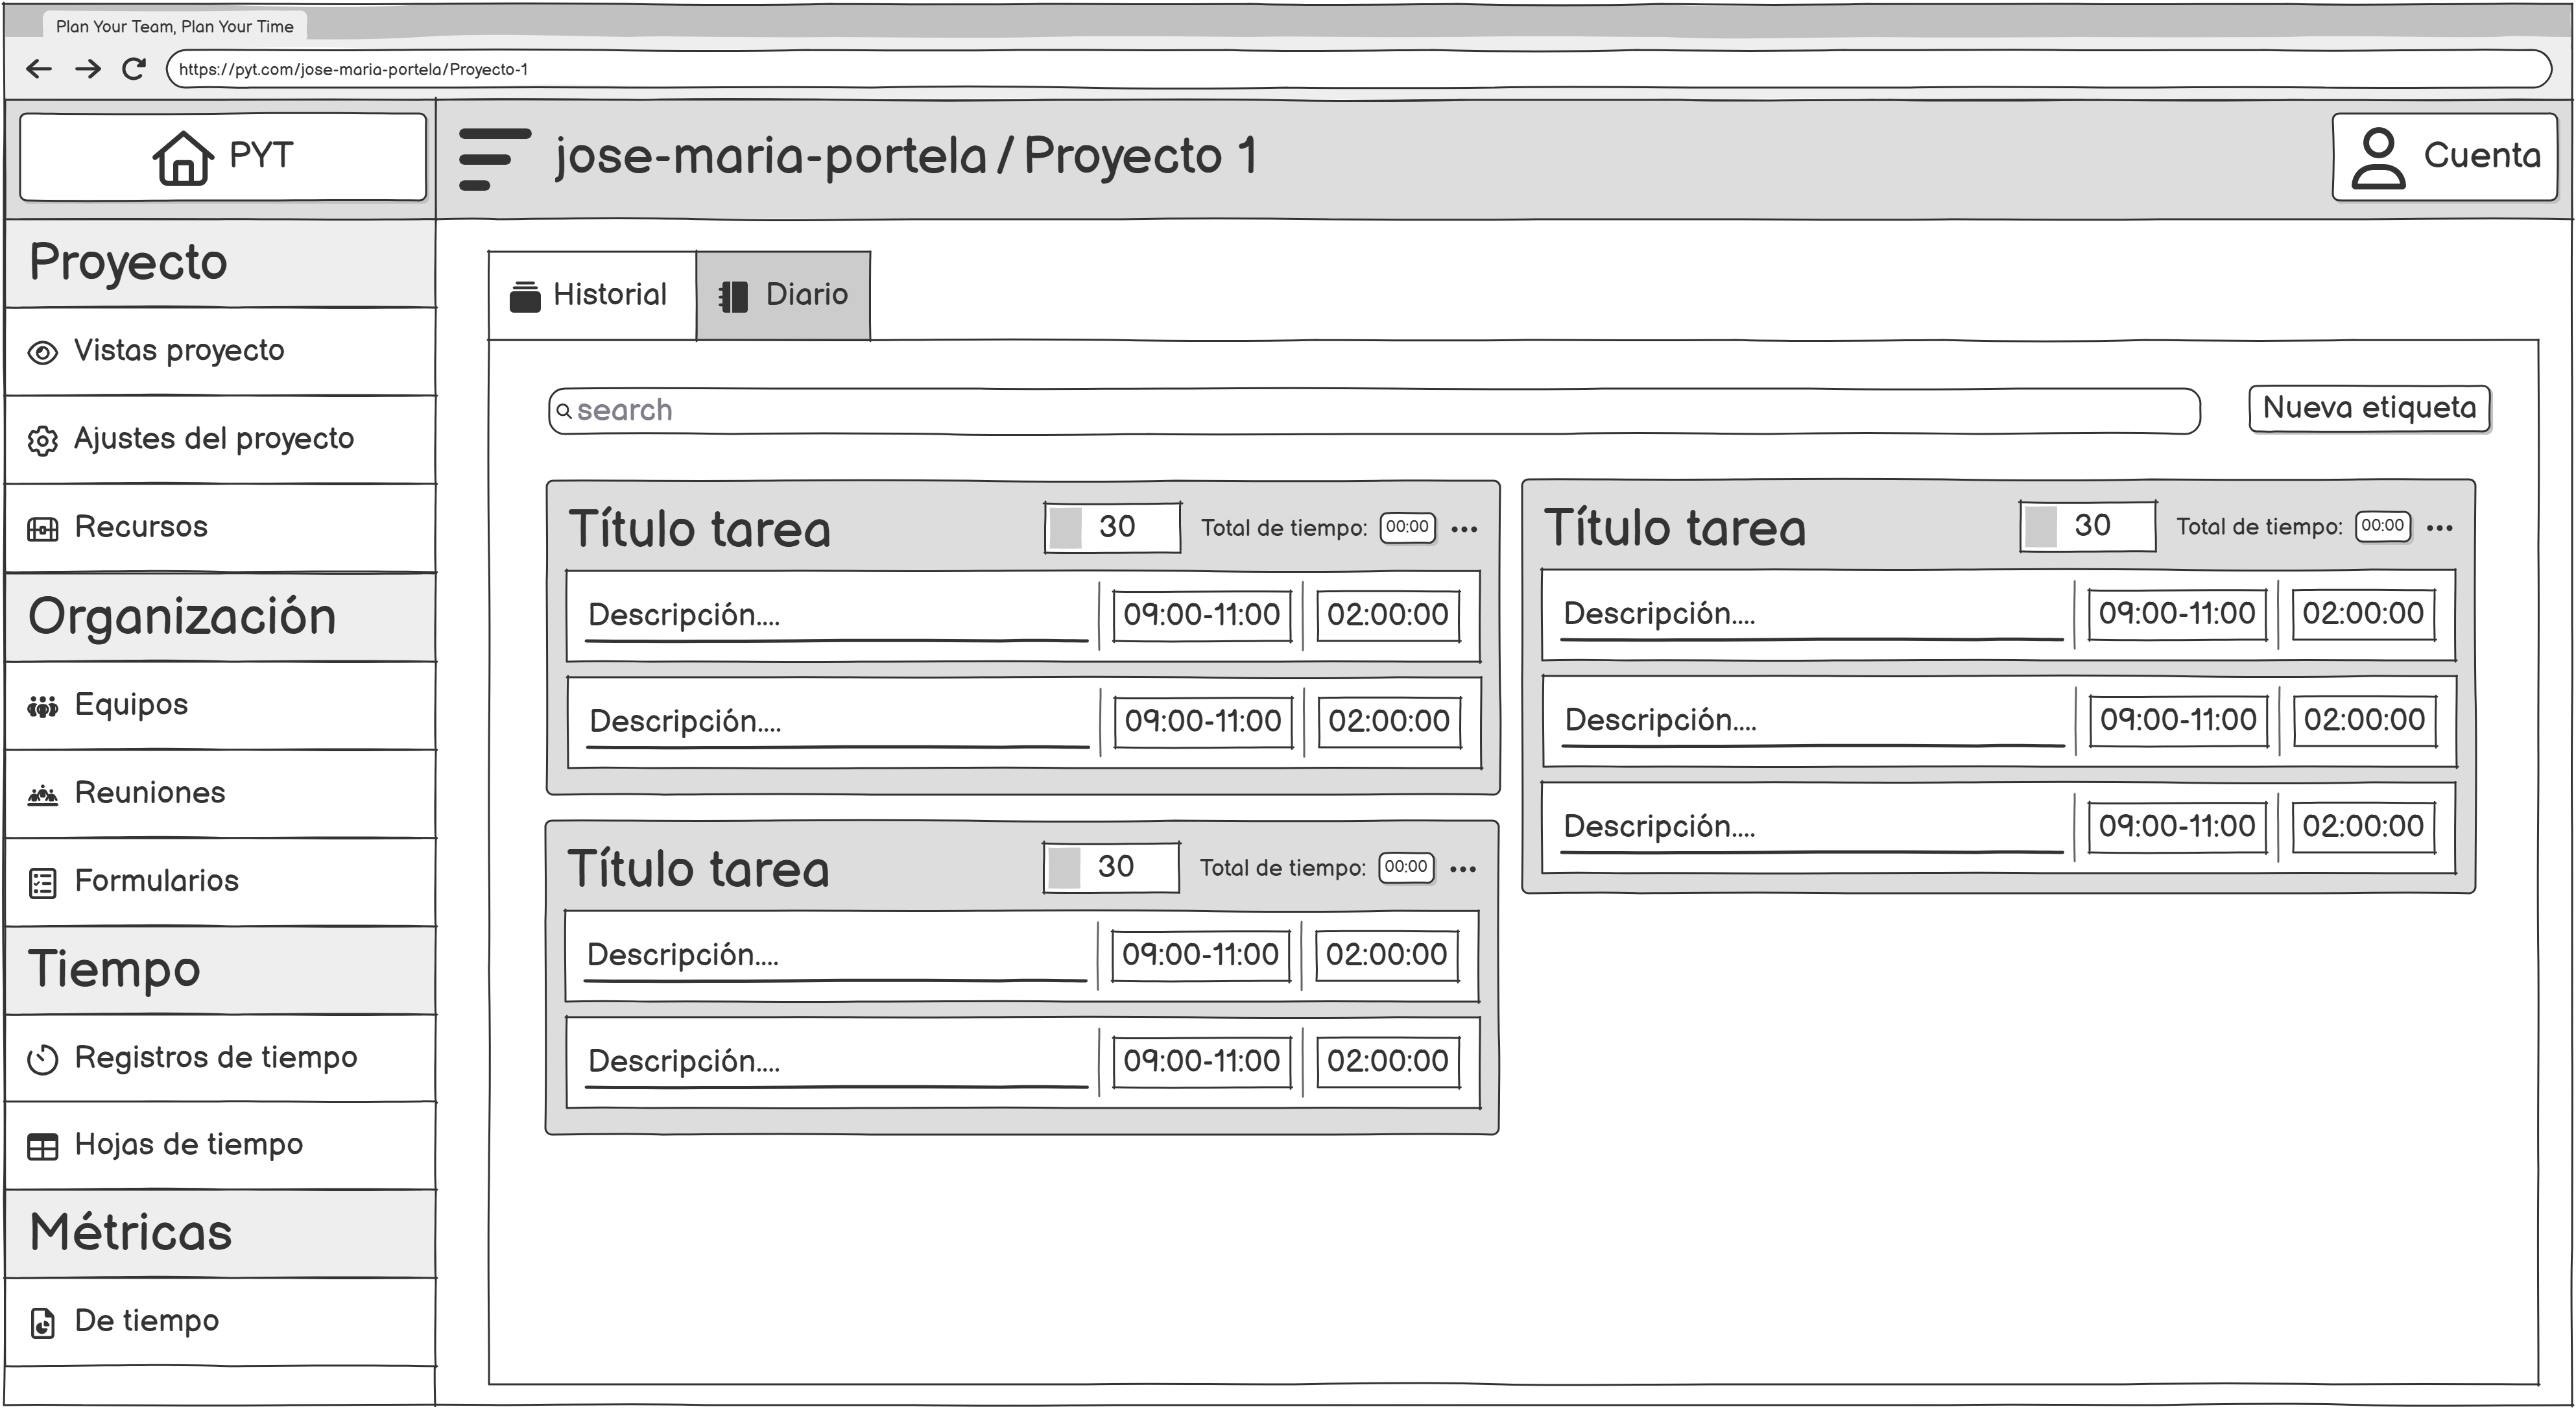 Plan Your Team, Plan Your Time
https://pyt.com/jose-maria-portela/Proyecto-1
PYT
jose-maria-portela / Proyecto 1
Cuenta
Proyecto
Vistas proyecto
Ajustes del proyecto
Recursos
Organización
Equipos
Reuniones
Formularios
Tiempo
Registros de tiempo
Hojas de tiempo
Métricas
De tiempo
Historial
Diario
search
Nueva etiqueta
Título tarea 30 Total de tiempo: 00:00 •••
Descripción.... 09:00-11:00 02:00:00
Descripción.... 09:00-11:00 02:00:00
Título tarea 30 Total de tiempo: 00:00 •••
Descripción.... 09:00-11:00 02:00:00
Descripción.... 09:00-11:00 02:00:00
Título tarea 30 Total de tiempo: 00:00 •••
Descripción.... 09:00-11:00 02:00:00
Descripción.... 09:00-11:00 02:00:00
Descripción.... 09:00-11:00 02:00:00